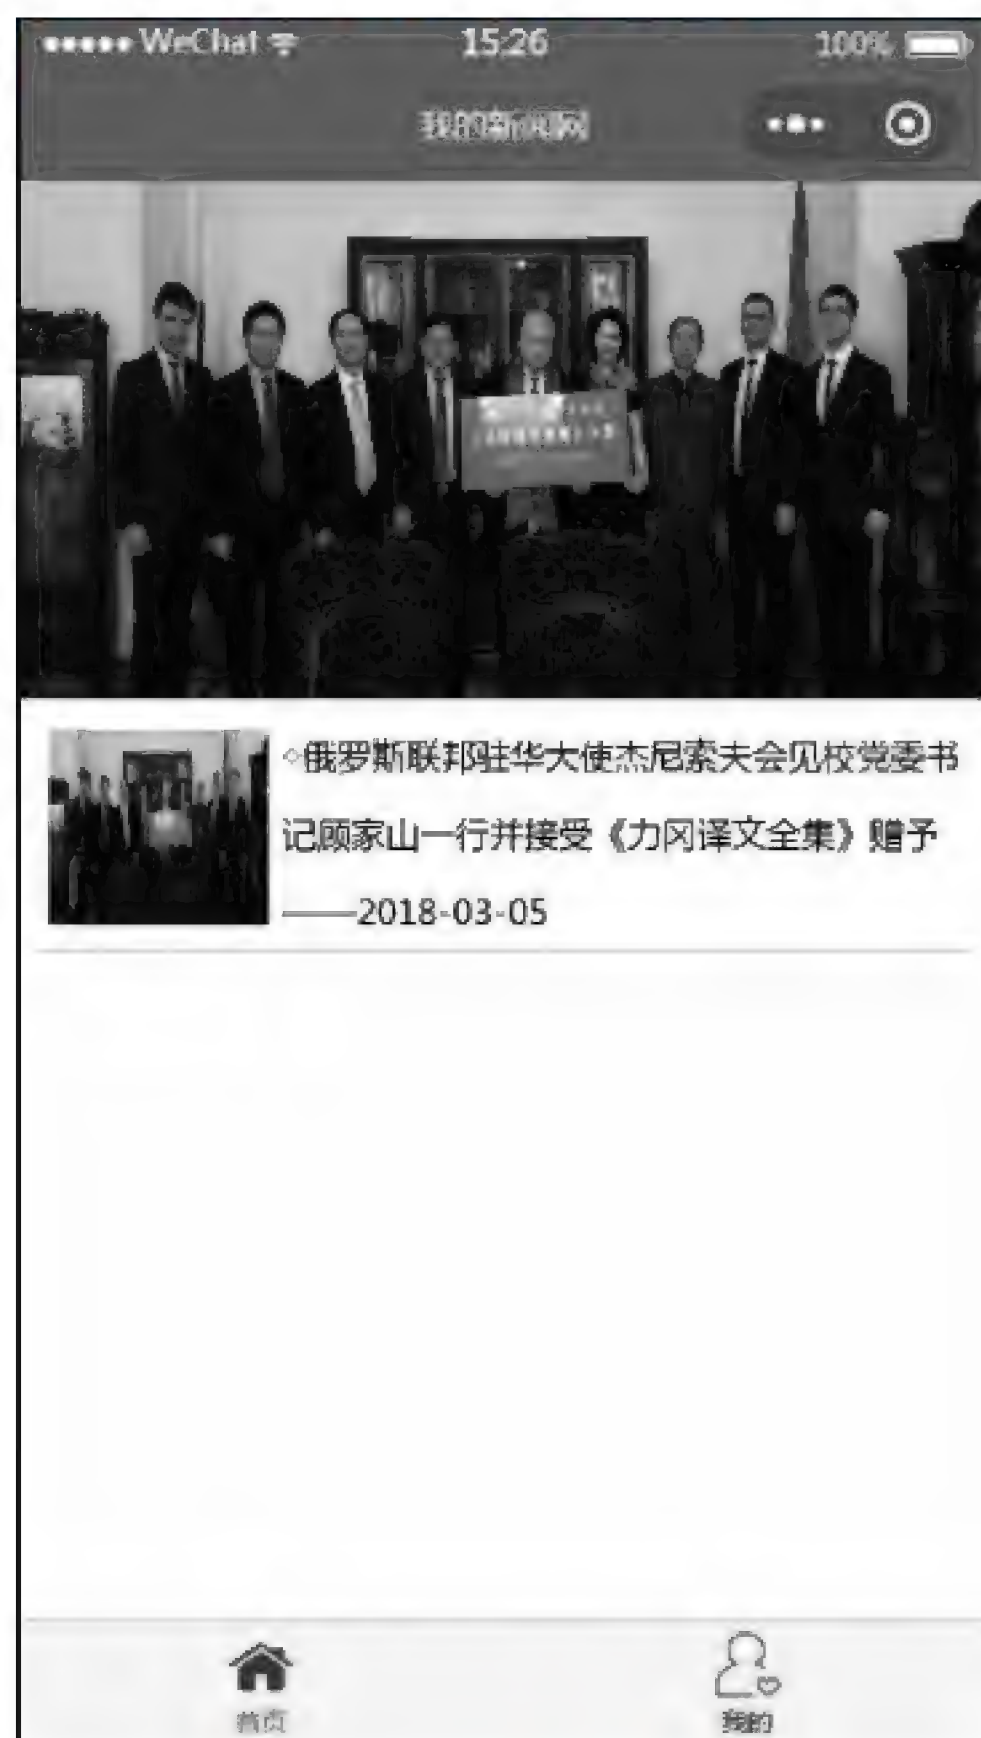 WeChat
15:26
100%
我的新闻网
◇俄罗斯联邦驻华大使杰尼索夫会见校党委书
记顾家山一行并接受《力冈译文全集》赠予
——2018-03-05
首页
我的